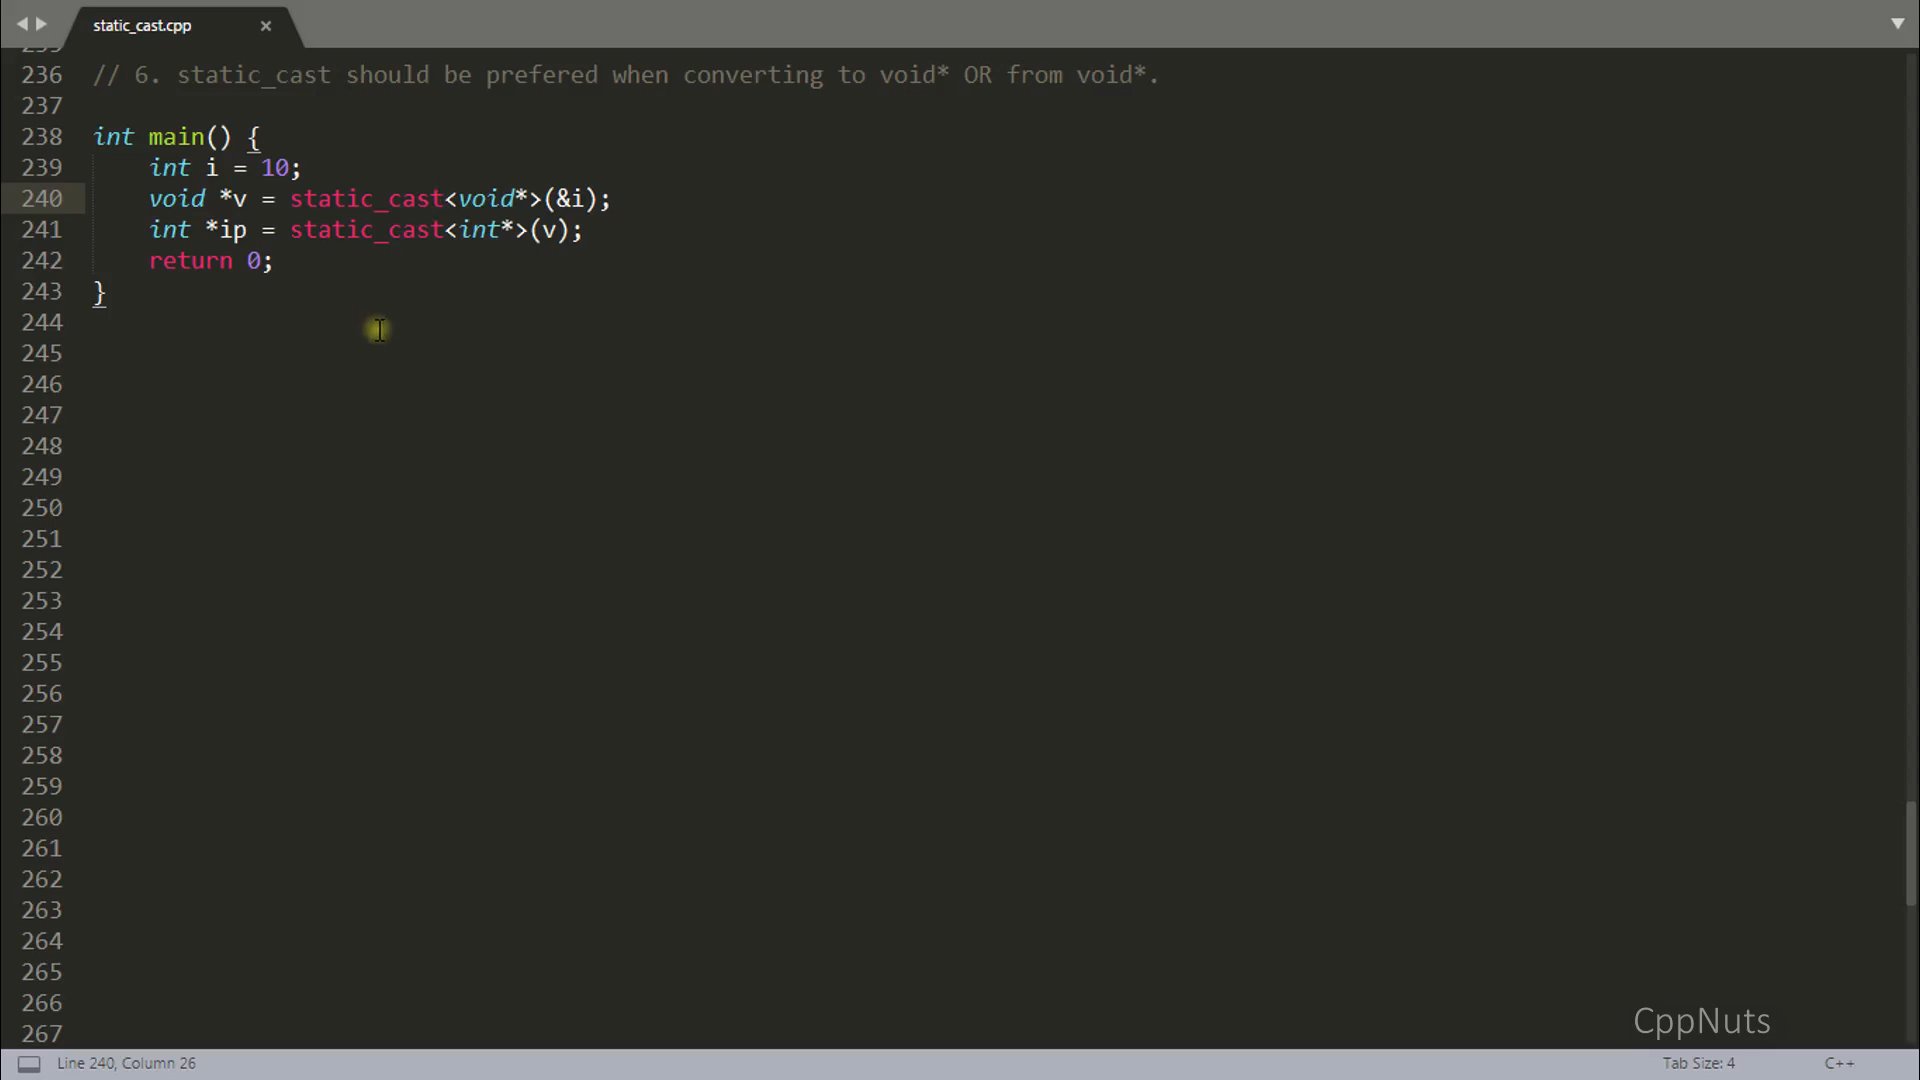 static_cast.cpp ×
236 // 6. static_cast should be prefered when converting to void* OR from void*.
237
238 int main() {
239     int i = 10;
240     void *v = static_cast<void*>(&i);
241     int *ip = static_cast<int*>(v);
242     return 0;
243 }
244
245
246
247
248
249
250
251
252
253
254
255
256
257
258
259
260
261
262
263
264
265
266
267
CppNuts
Line 240, Column 26 Tab Size: 4 C++